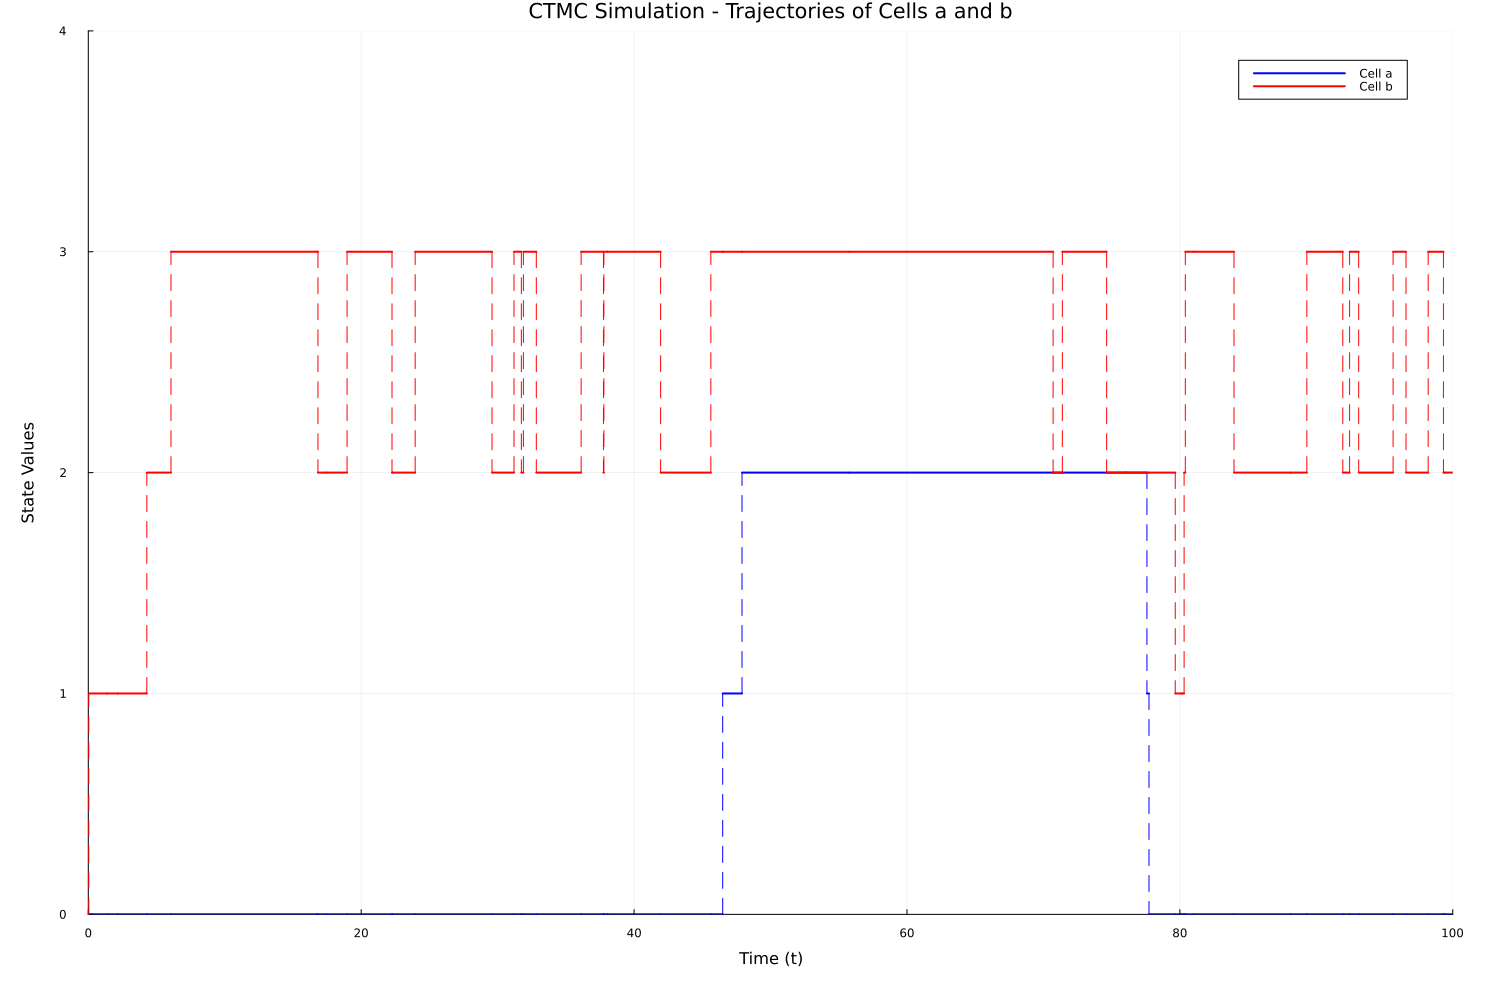 CTMC Simulation - Trajectories of Cells a and b
Cell a
Cell b
State Values
4
3
2
1
0
0 20 40 60 80 100
Time (t)